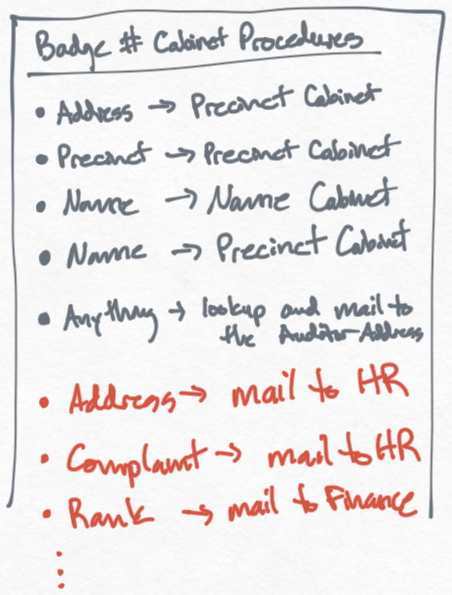 Badge # Cabinet Procedures
• Address → Precinct Cabinet
• Precinct → Precinct Cabinet
• Name → Name Cabinet
• Name → Precinct Cabinet
• Anything → lookup and mail to
the Auditor-Address
• Address → mail to HR
• Complaint → mail to HR
• Rank → mail to Finance
⋮